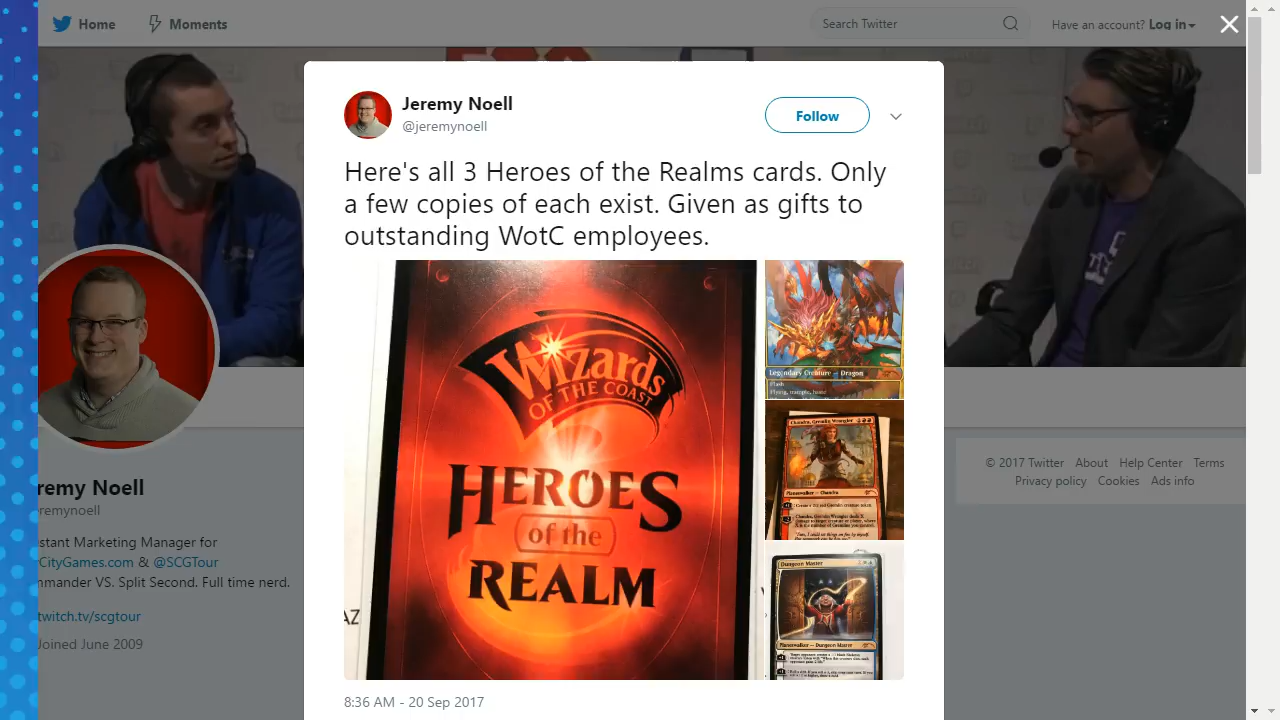 Home
Moments
Search Twitter
Have an account? Log in
Jeremy Noell
@jeremynoell
Follow
Here's all 3 Heroes of the Realms cards. Only
a few copies of each exist. Given as gifts to
outstanding WotC employees.
Wizards
OF THE COAST
HEROES
of the
REALM
AZ
Legendary Creature — Dragon
Flash
Flying, trample, haste
Chandra, Gremlin Wrangler
Planeswalker — Chandra
Dungeon Master
Planeswalker — Dungeon Master
8:36 AM - 20 Sep 2017
remy Noell
remynoell
stant Marketing Manager for
CityGames.com & @SCGTour
mmander VS. Split Second. Full time nerd.
twitch.tv/scgtour
Joined June 2009
© 2017 Twitter About Help Center Terms
Privacy policy Cookies Ads info